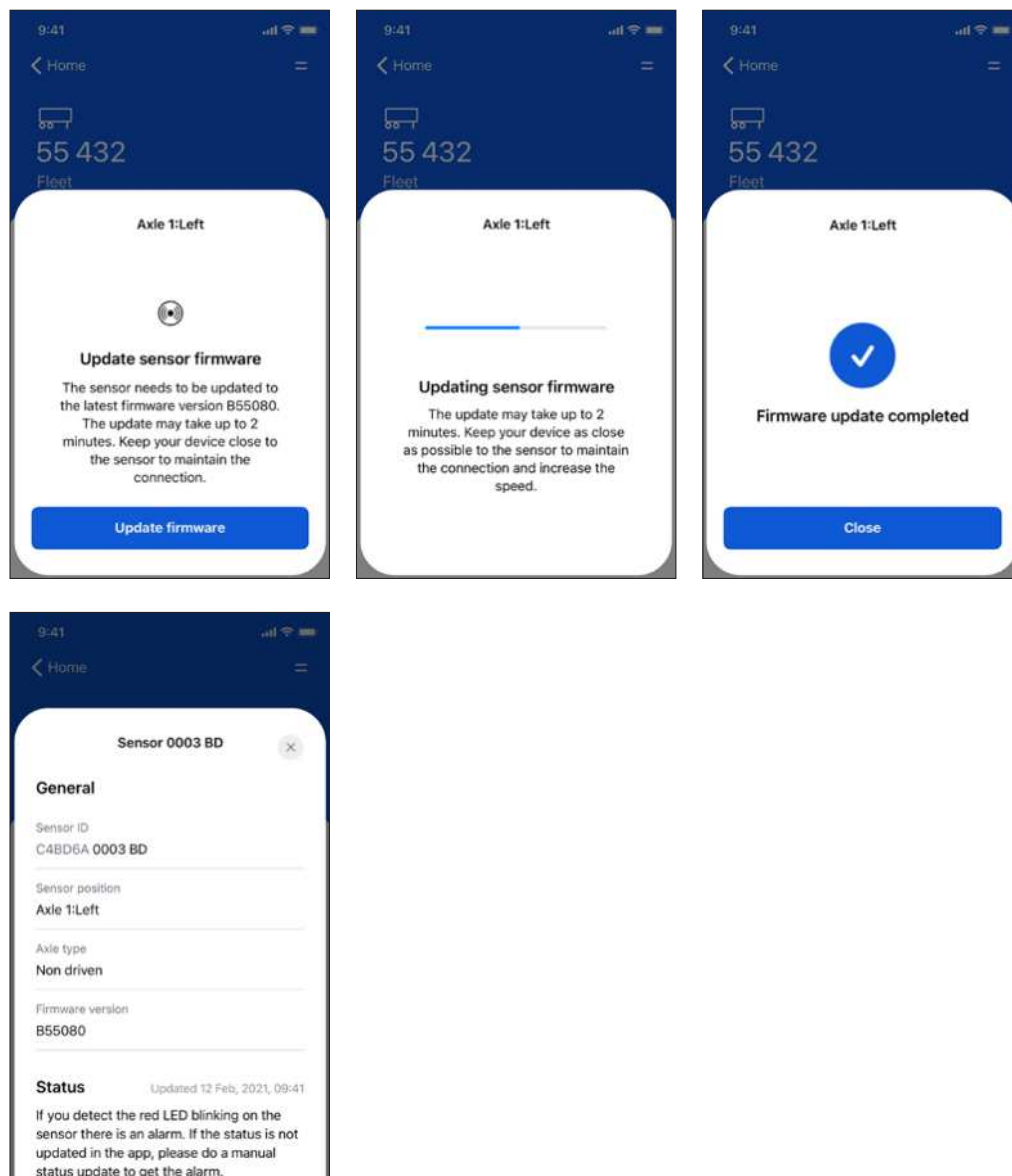 9:41
Home
55 432
Fleet
Axle 1:Left
Update sensor firmware
The sensor needs to be updated to
the latest firmware version B55080.
The update may take up to 2
minutes. Keep your device close to
the sensor to maintain the
connection.
Update firmware
9:41
Home
55 432
Fleet
Axle 1:Left
Updating sensor firmware
The update may take up to 2
minutes. Keep your device as close
as possible to the sensor to maintain
the connection and increase the
speed.
9:41
Home
55 432
Fleet
Axle 1:Left
Firmware update completed
Close
9:41
Home
Sensor 0003 BD
General
Sensor ID
C4BD6A 0003 BD
Sensor position
Axle 1:Left
Axle type
Non driven
Firmware version
B55080
Status Updated 12 Feb, 2021, 09:41
If you detect the red LED blinking on the
sensor there is an alarm. If the status is not
updated in the app, please do a manual
status update to get the alarm.